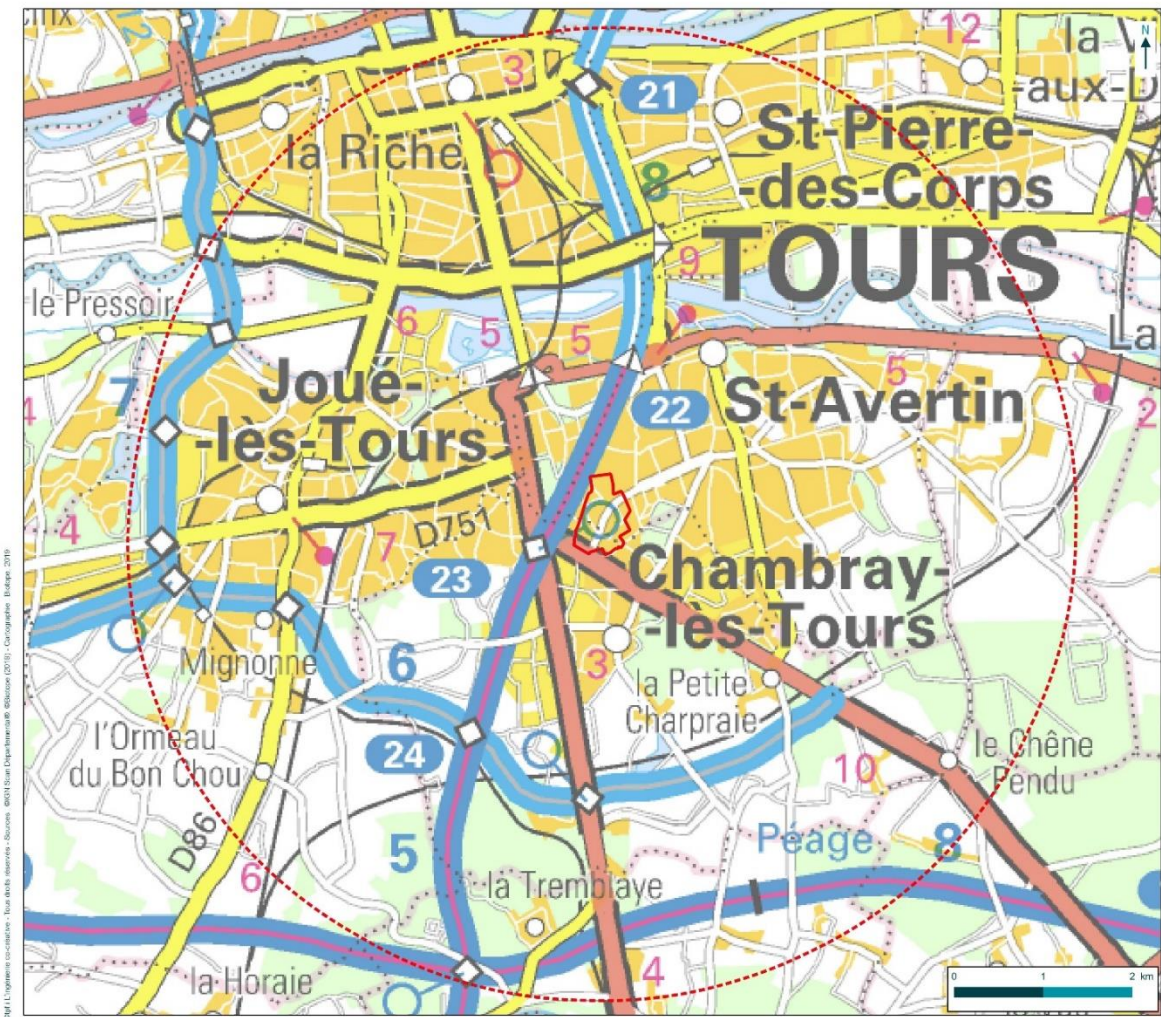 12
3
12
la
-aux-D
21
la Riche
St-Pierre-
-des-Corps
8
TOURS
9
le Pressoir
6
5
5
La
7
Joué-
-lès-Tours
22
St-Avertin
5
2
4
4
D751
7
23
Chambray-
-lès-Tours
Mignonne
6
3
la Petite
Charpraie
l'Ormeau
du Bon Chou
24
10
le Chêne
Pendu
D86
6
5
Péage
8
la Tremblaye
la Horaie
4
N
0 1 2 km